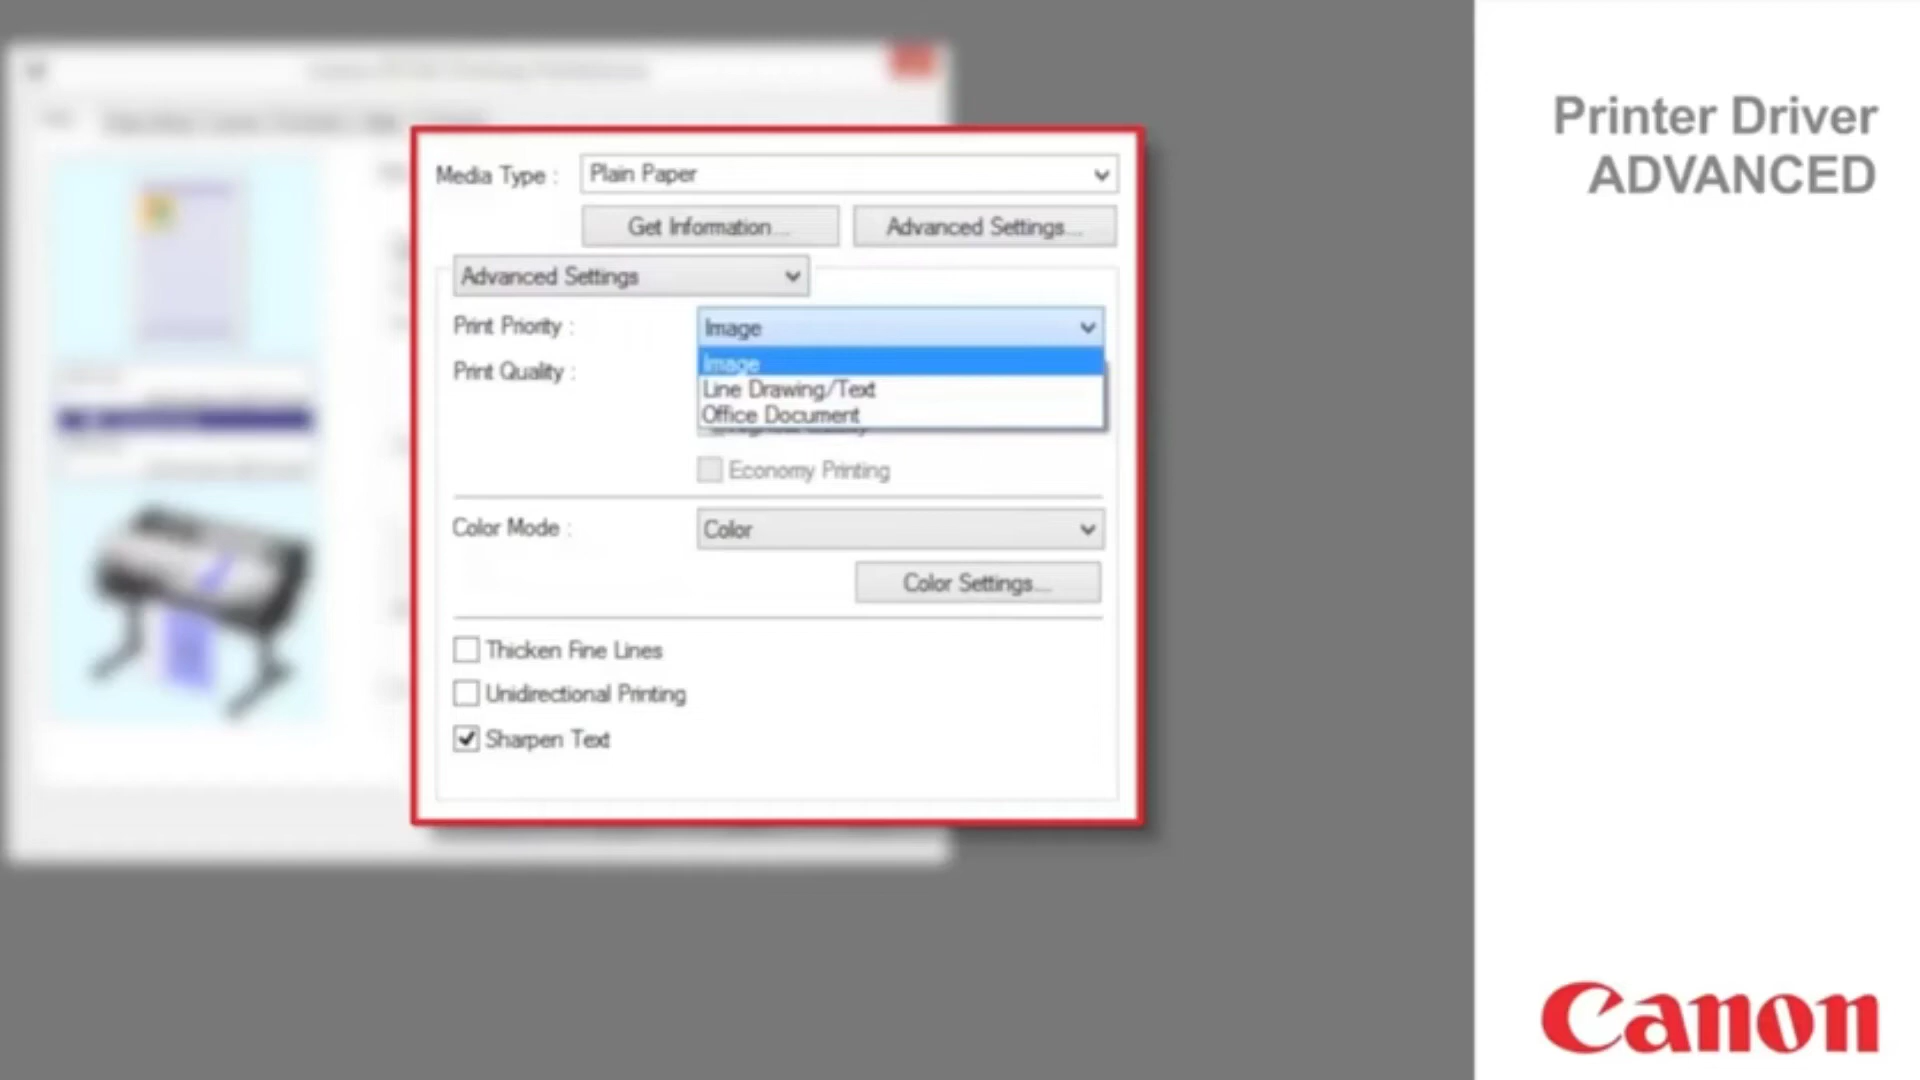 Printer Driver
ADVANCED
Media Type : Plain Paper
Get Information... Advanced Settings...
Advanced Settings
Print Priority : Image
Image
Print Quality :
Line Drawing/Text
Office Document
Economy Printing
Color Mode : Color
Color Settings...
Thicken Fine Lines
Unidirectional Printing
Sharpen Text
Canon